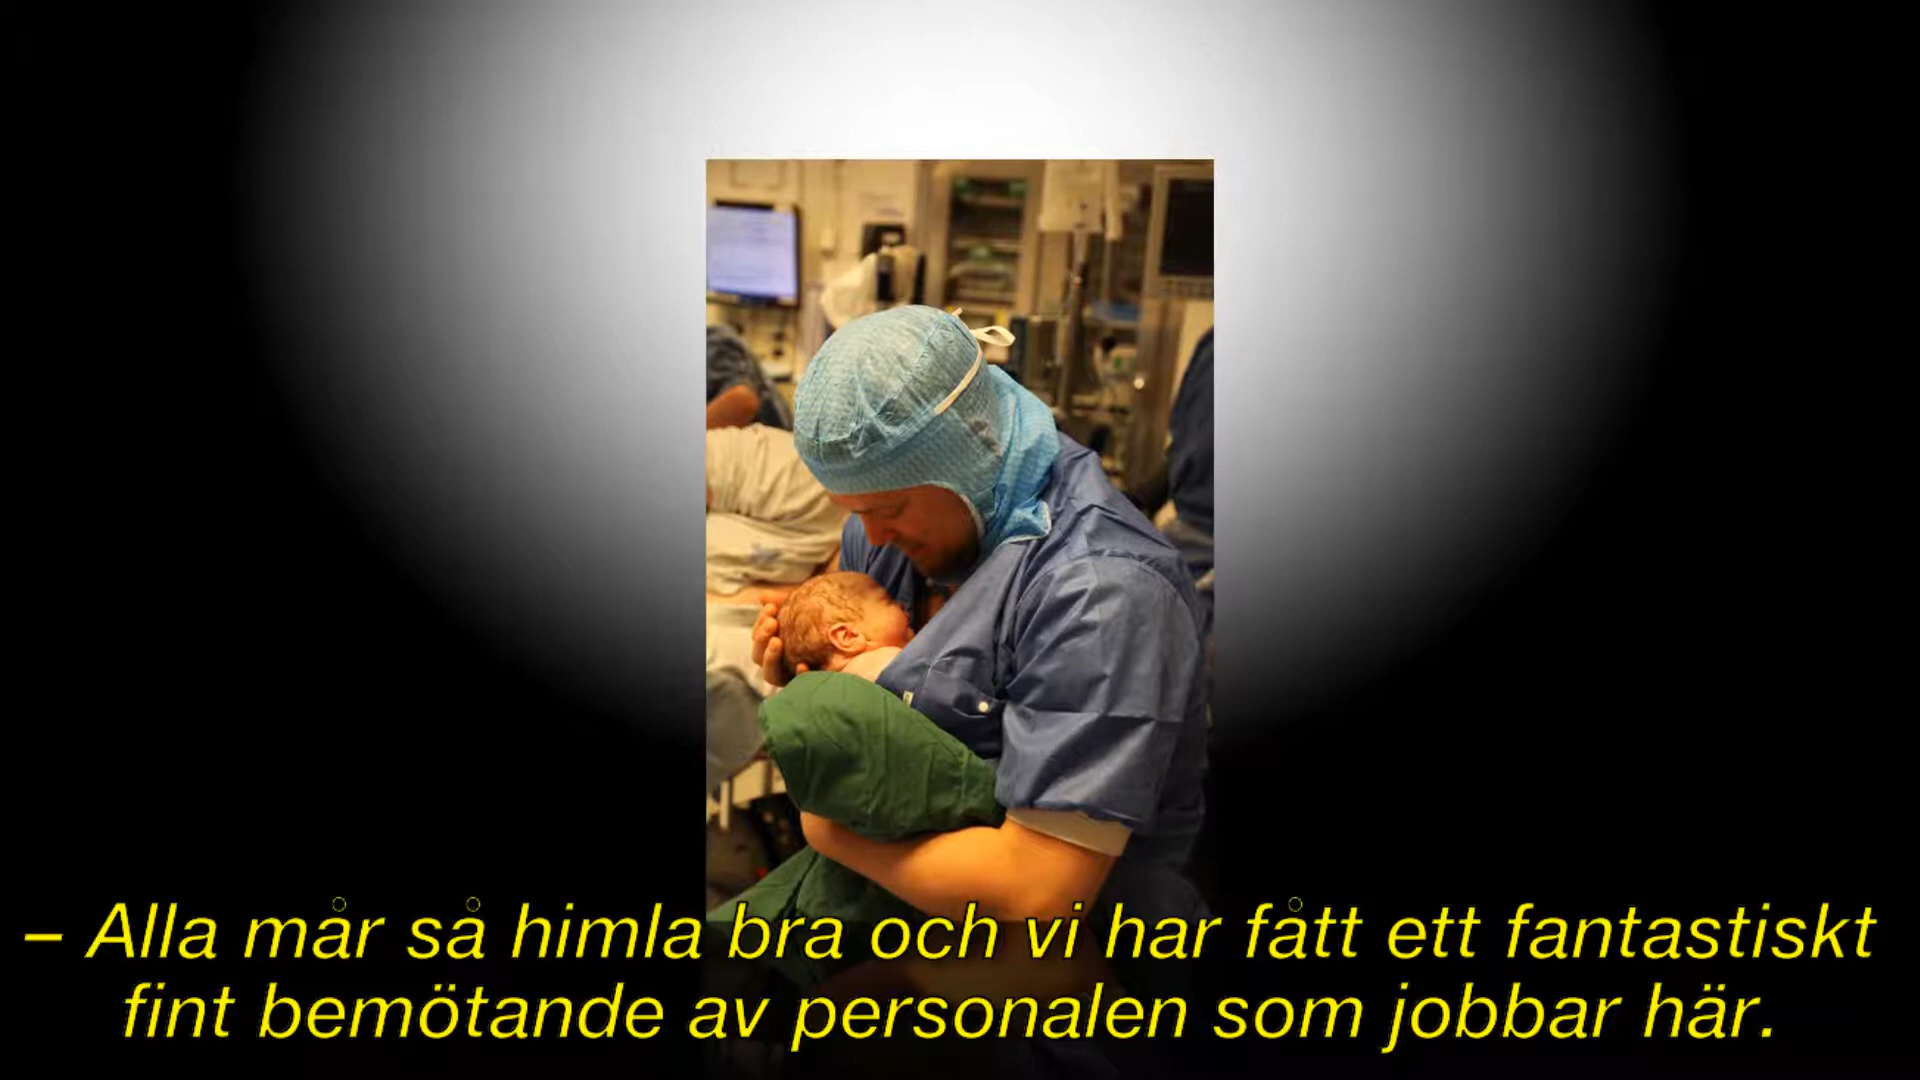 – Alla mår så himla bra och vi har fått ett fantastiskt
fint bemötande av personalen som jobbar här.